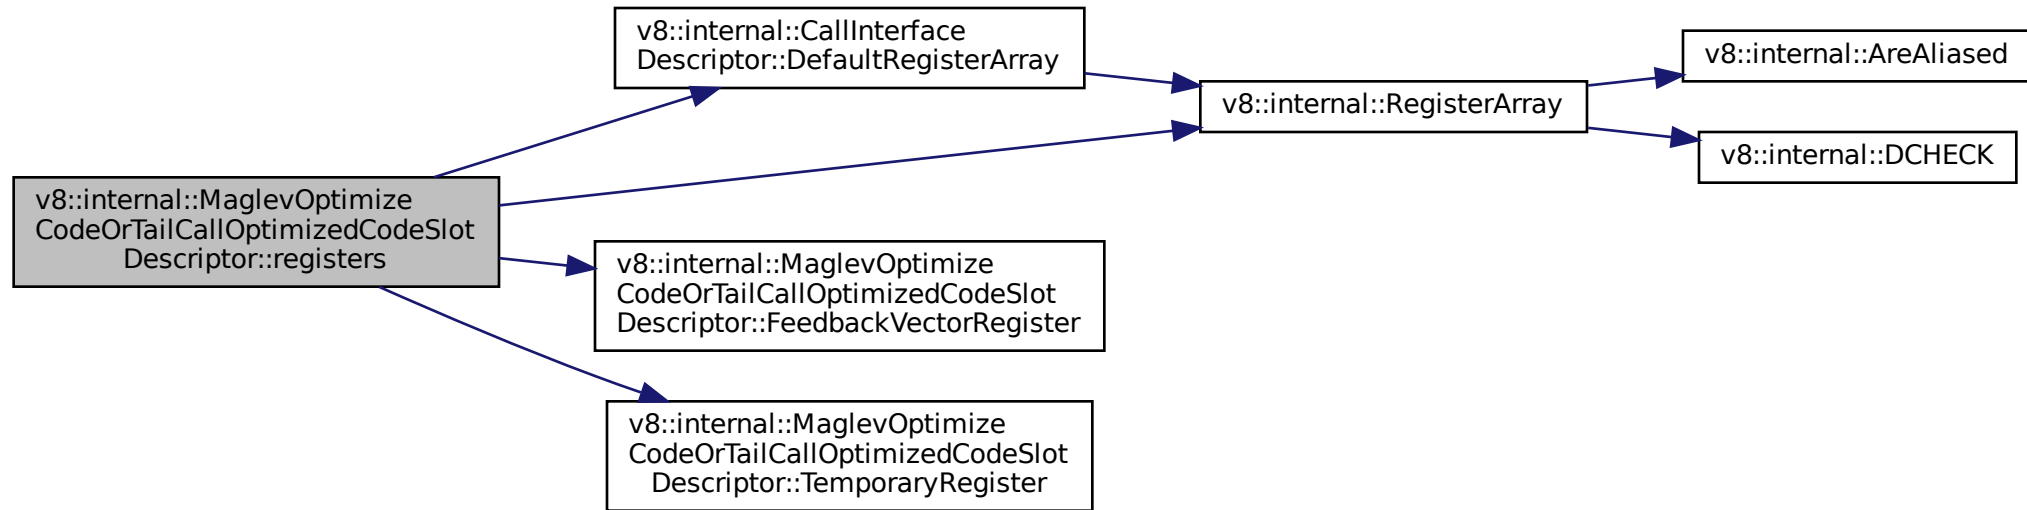 v8::internal::MaglevOptimize
CodeOrTailCallOptimizedCodeSlot
Descriptor::registers
v8::internal::CallInterface
Descriptor::DefaultRegisterArray
v8::internal::RegisterArray
v8::internal::AreAliased
v8::internal::DCHECK
v8::internal::MaglevOptimize
CodeOrTailCallOptimizedCodeSlot
Descriptor::FeedbackVectorRegister
v8::internal::MaglevOptimize
CodeOrTailCallOptimizedCodeSlot
Descriptor::TemporaryRegister